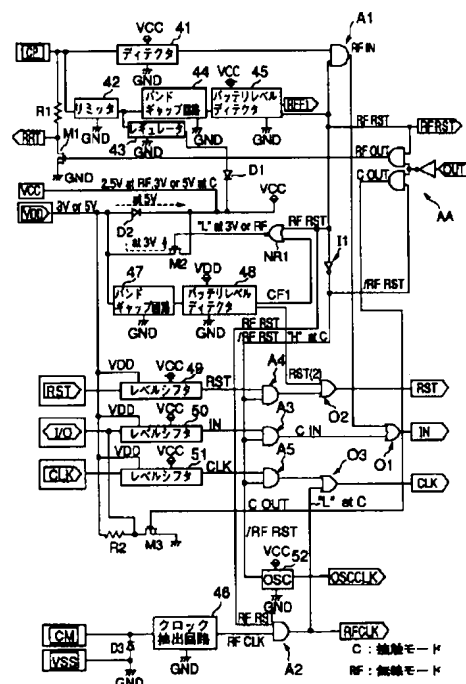 A1
VCC 41
CP
ディテクタ
RF IN
GND
42 44 VCC 45
R1
リミッタ
バンド
ギャップ回路
バッテリレベル
ディテクタ
GND
レギュレータ
43
GND
GND
RF RST
RFRST
RRT
M1
GND
RF OUT
OUT
C OUT
D1
AA
VCC
2.5V at RF,3V or 5V at C
VCC
VDD
3V or 5V
at 5V
D2
"L" at 3V or RF
RF RST
I1
at 3V
M2
NR1
47
VDD 48
バンド
ギャップ回路
バッテリレベル
ディテクタ
CF1
GND
GND
/RF RST
RF RST
/RF RST "H" at C
VDD VCC 49
A4
RST(2)
RST
レベルシフタ
RST
RST
VDD VCC 50
A3
O2
I/O
レベルシフタ
IN
C IN
IN
VDD VCC 51
A5
O3
O1
CLK
レベルシフタ
CLK
CLK
C OUT
"L" at C
R2
M3
/RF RST
VCC 52
OSC
OSCCLK
GND
46
RF RST
CM
クロック
抽出回路
RF CLK
RFCLK
D3
VSS
GND
A2
C : 接触モード
GND
RF : 無線モード